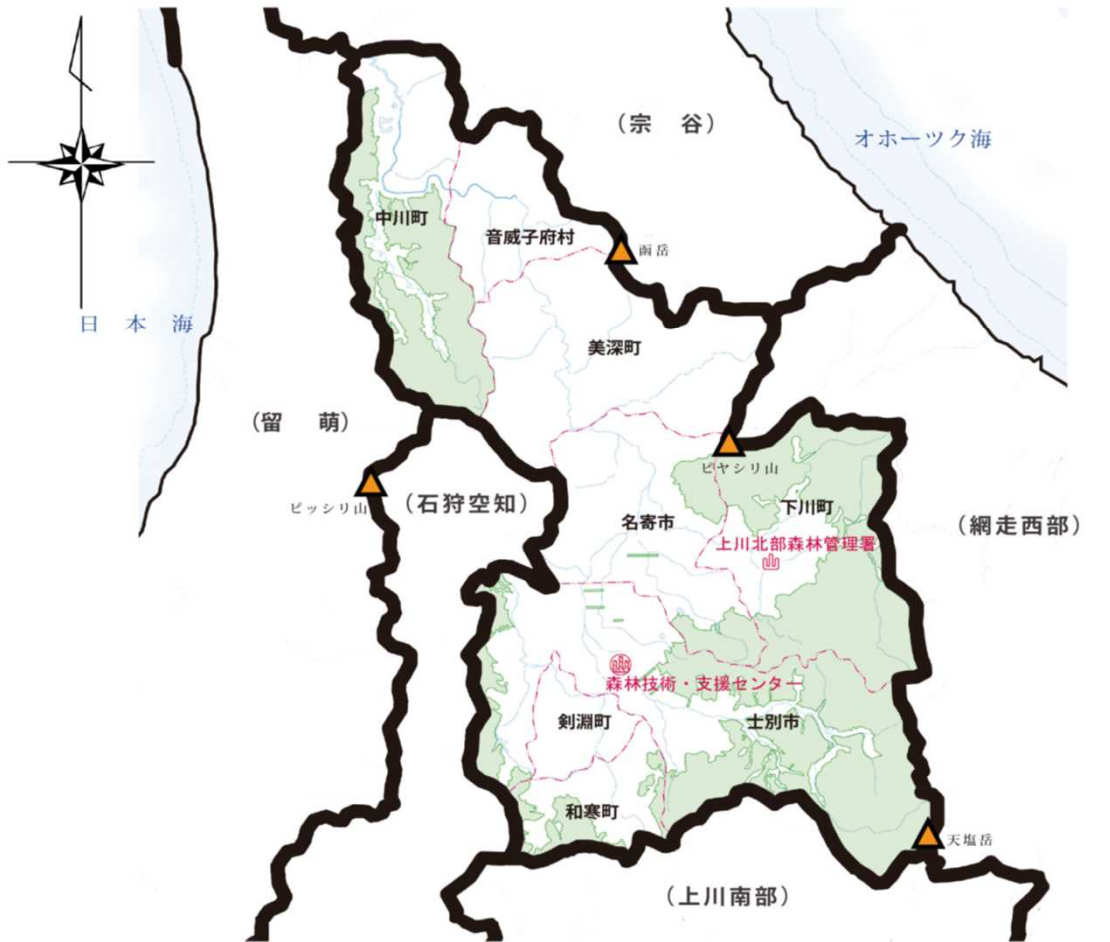 (宗 谷)
オホーツク海
中川町
音威子府村
函岳
日 本 海
美深町
(留 萌)
ピヤシリ山
ピッシリ山
(石狩空知)
下川町
名寄市
(網走西部)
上川北部森林管理署
森林技術・支援センター
剣淵町
士別市
和寒町
天塩岳
(上川南部)